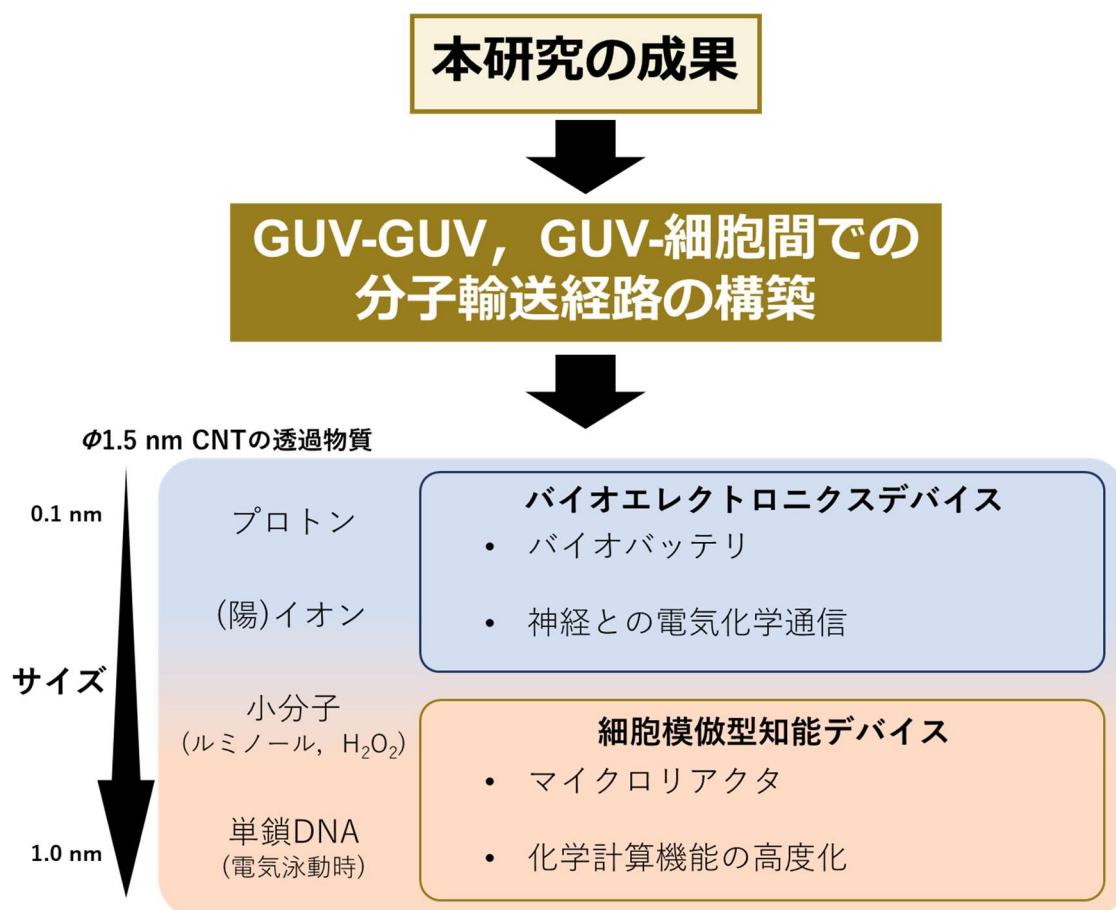 本研究の成果
GUV-GUV，GUV-細胞間での
分子輸送経路の構築
Φ1.5 nm CNTの透過物質
サイズ
0.1 nm
1.0 nm
プロトン
(陽)イオン
小分子
(ルミノール，H₂O₂)
単鎖DNA
(電気泳動時)
バイオエレクトロニクスデバイス
• バイオバッテリ
• 神経との電気化学通信
細胞模倣型知能デバイス
• マイクロリアクタ
• 化学計算機能の高度化